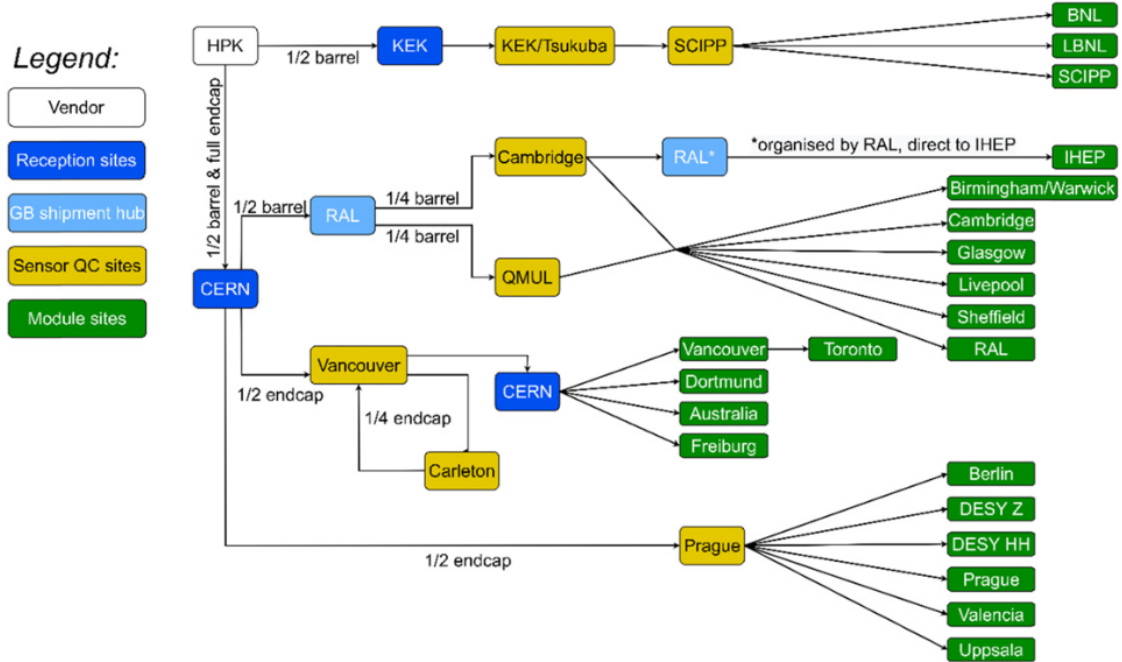 Legend:
Vendor
Reception sites
GB shipment hub
Sensor QC sites
Module sites
HPK
1/2 barrel
KEK
KEK/Tsukuba
SCIPP
BNL
LBNL
SCIPP
1/2 barrel & full endcap
CERN
1/2 barrel
RAL
1/4 barrel
1/4 barrel
Cambridge
QMUL
RAL*
*organised by RAL, direct to IHEP
IHEP
Birmingham/Warwick
Cambridge
Glasgow
Livepool
Sheffield
RAL
1/2 endcap
Vancouver
1/4 endcap
Carleton
CERN
Vancouver
Toronto
Dortmund
Australia
Freiburg
1/2 endcap
Prague
Berlin
DESY Z
DESY HH
Prague
Valencia
Uppsala